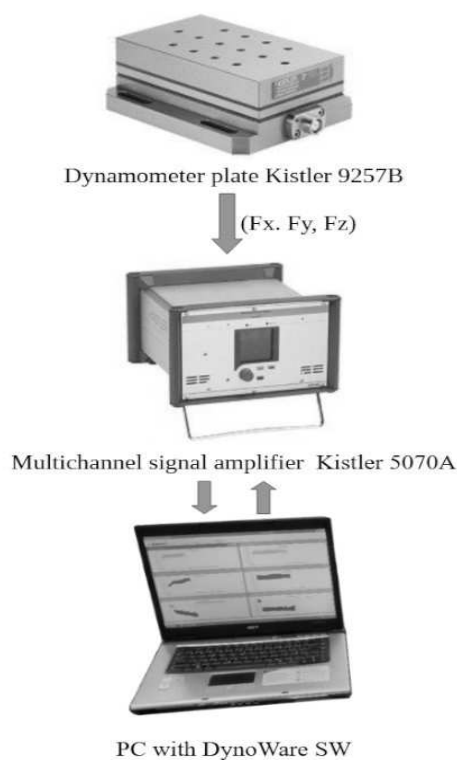 Dynamometer plate Kistler 9257B
(Fx. Fy, Fz)
Multichannel signal amplifier Kistler 5070A
PC with DynoWare SW